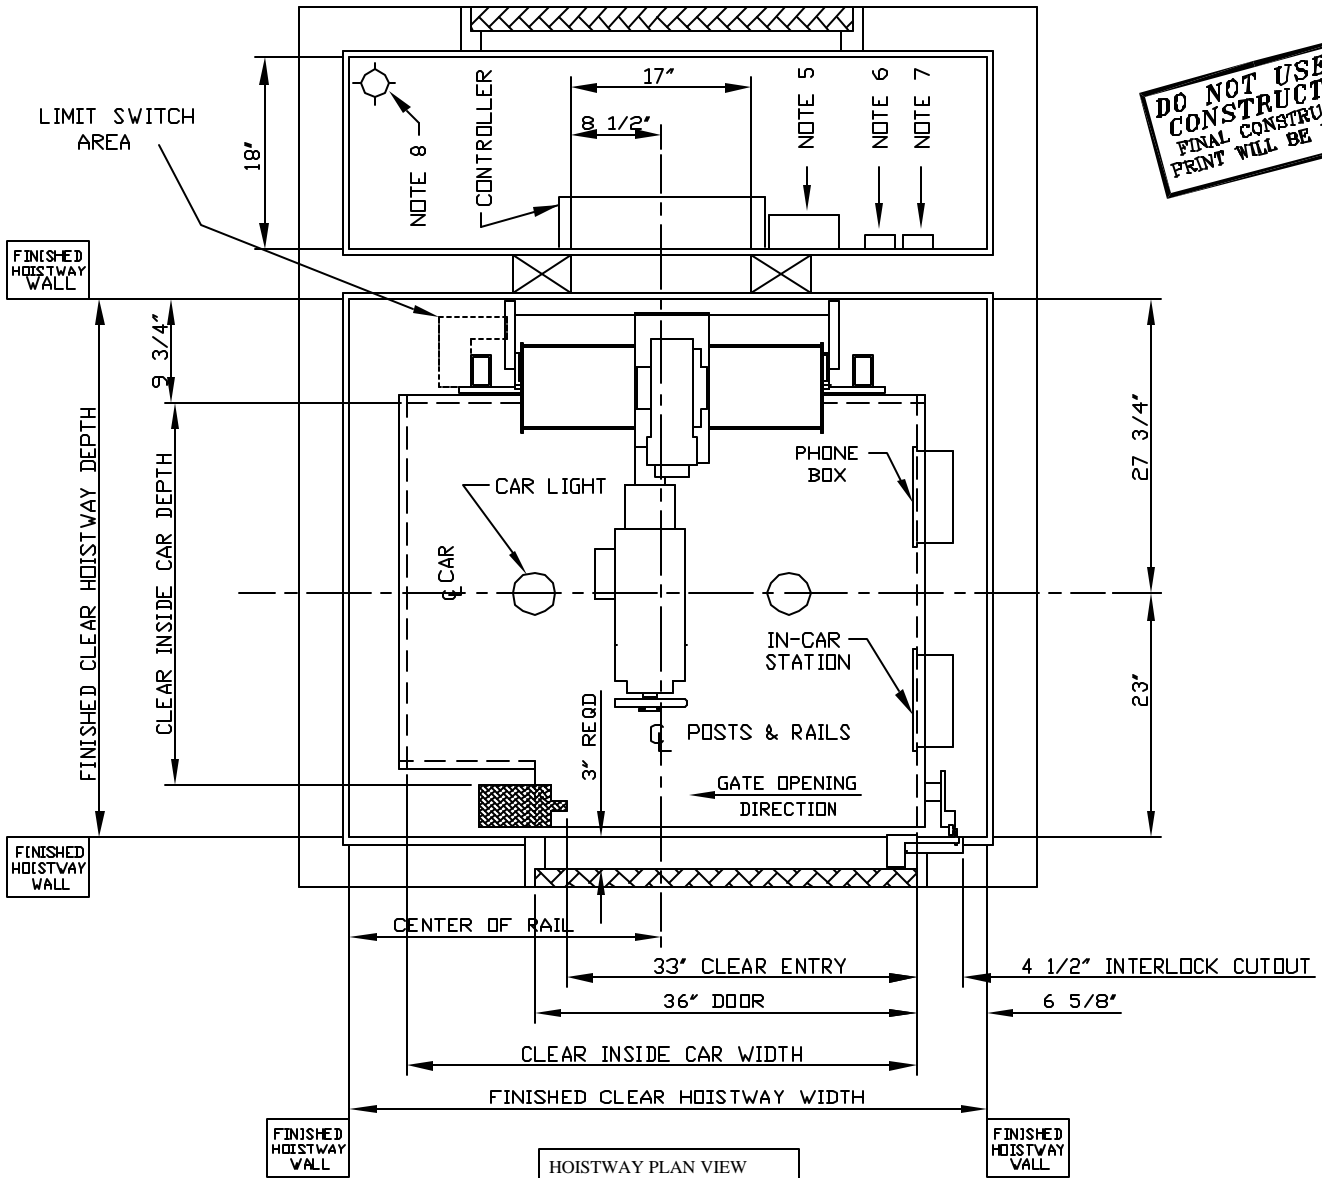 DO NOT USE
CONSTRUCT
FINAL CONSTRU
PRINT WILL BE
LIMIT SWITCH
AREA
18"
NOTE 8
CONTROLLER
17"
8 1/2"
NOTE 5
NOTE 6
NOTE 7
FINISHED
HOISTWAY
WALL
9 3/4"
27 3/4"
FINISHED CLEAR HOISTWAY DEPTH
CLEAR INSIDE CAR DEPTH
CAR LIGHT
PHONE
BOX
℄ CAR
IN-CAR
STATION
23"
3" REQD
℄ POSTS & RAILS
GATE OPENING
DIRECTION
FINISHED
HOISTWAY
WALL
CENTER OF RAIL
33" CLEAR ENTRY
4 1/2" INTERLOCK CUTOUT
36" DOOR
6 5/8"
CLEAR INSIDE CAR WIDTH
FINISHED CLEAR HOISTWAY WIDTH
FINISHED
HOISTWAY
WALL
FINISHED
HOISTWAY
WALL
HOISTWAY PLAN VIEW